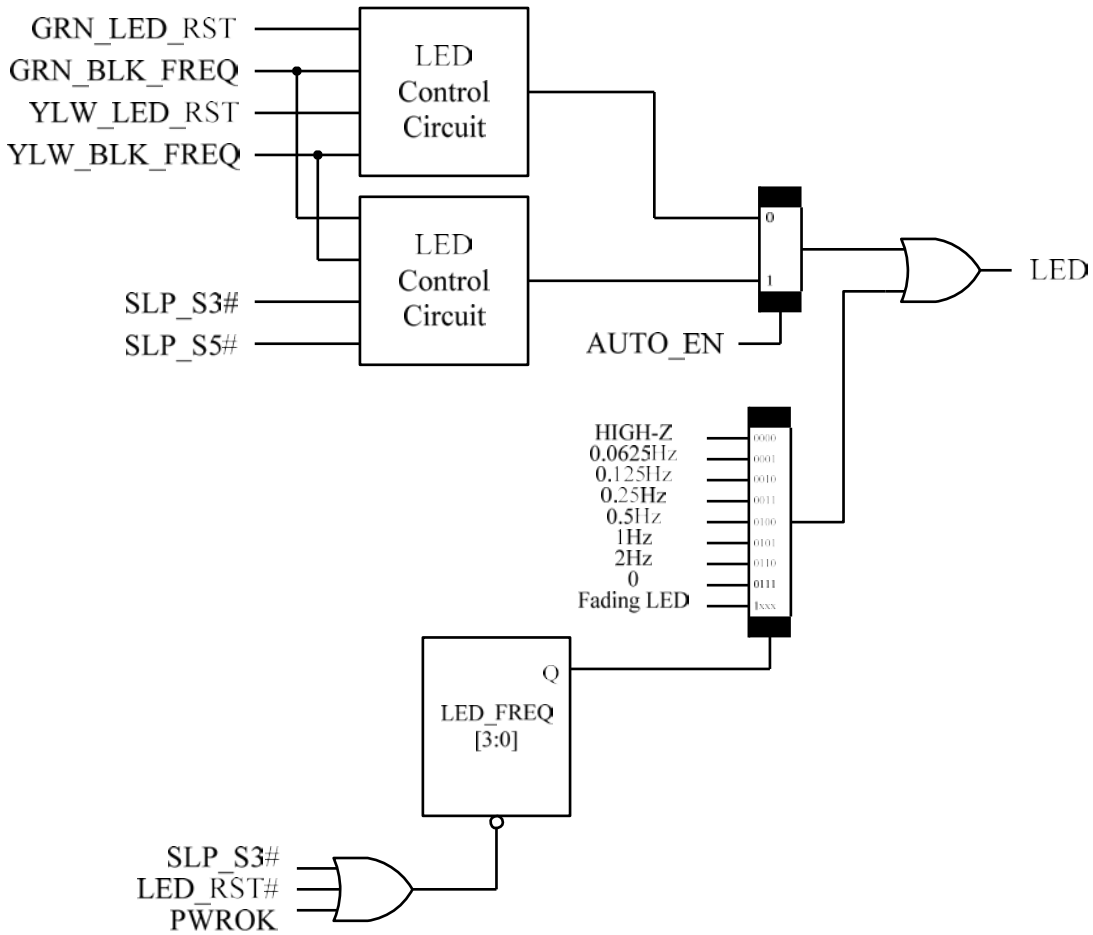 GRN_LED_RST
GRN_BLK_FREQ
YLW_LED_RST
YLW_BLK_FREQ
LED
Control
Circuit
LED
Control
Circuit
SLP_S3#
SLP_S5#
0
1
AUTO_EN
LED
HIGH-Z
0.0625Hz
0.125Hz
0.25Hz
0.5Hz
1Hz
2Hz
0
Fading LED
0000
0001
0010
0011
0100
0101
0110
0111
1xxx
Q
LED_FREQ
[3:0]
SLP_S3#
LED_RST#
PWROK